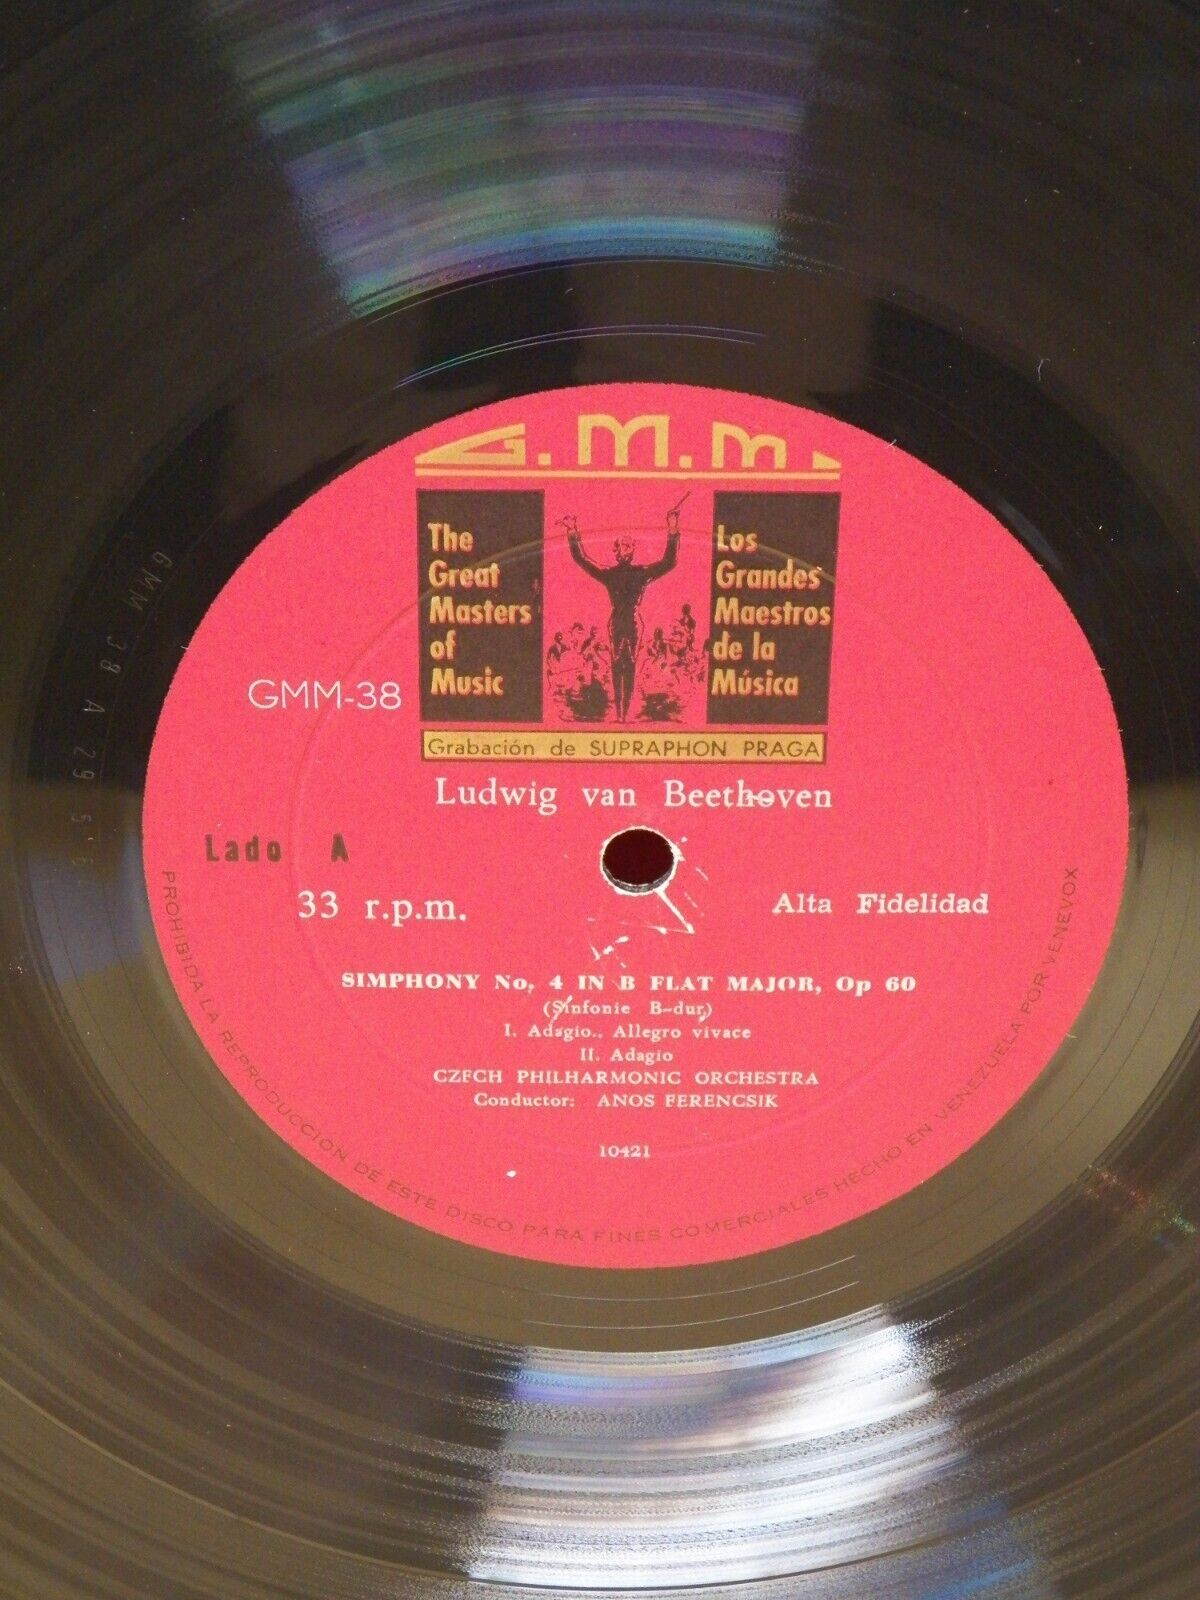 G.M.m.
The
Great
Masters
of
Music
Los
Grandes
Maestros
de la
Música
GMM-38
Grabación de SUPRAPHON PRAGA
Ludwig van Beethoven
Lado A
33 r.p.m.
Alta Fidelidad
SIMPHONY No. 4 IN B FLAT MAJOR, Op 60
(Sinfonie B-dur)
I. Adagio., Allegro vivace
II. Adagio
CZECH PHILHARMONIC ORCHESTRA
Conductor: ANOS FERENCSIK
10421
PROHIBIDA LA REPRODUCCION DE ESTE DISCO PARA FINES COMERCIALES HECHO EN VENEZUELA POR VENEVOX
GMM 38 A